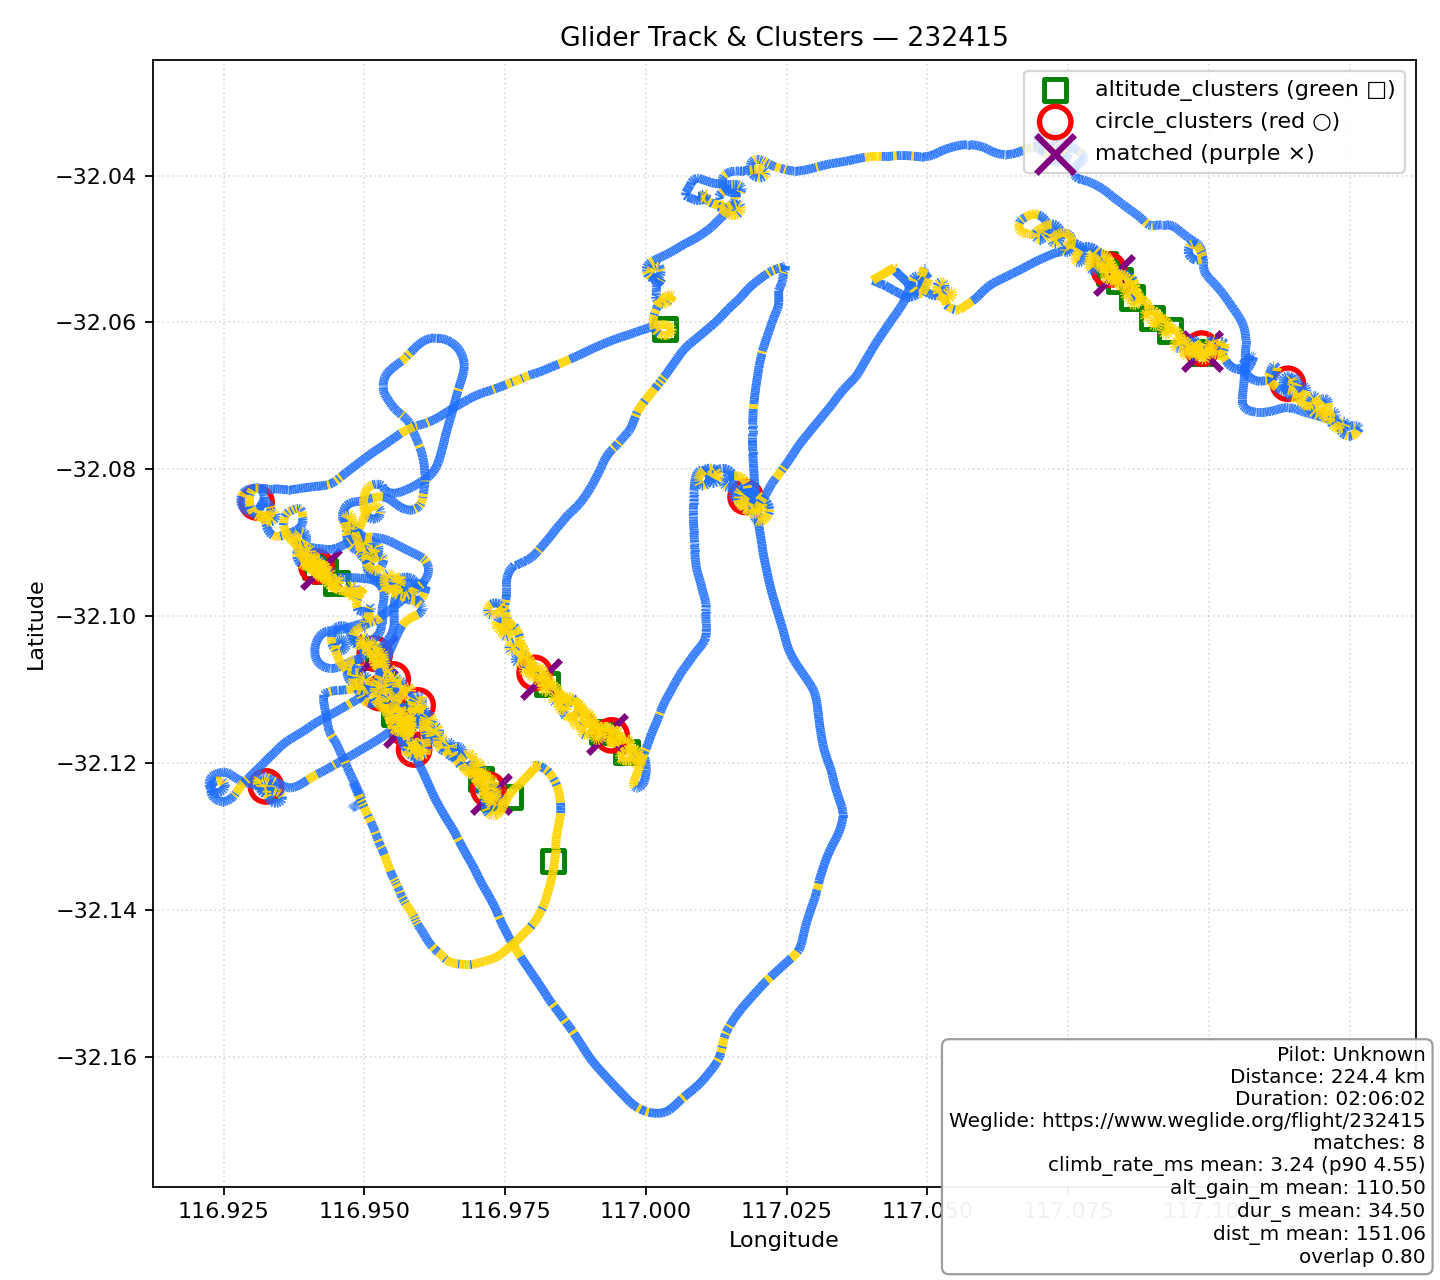 Glider Track & Clusters — 232415
altitude_clusters (green □)
circle_clusters (red ○)
matched (purple ×)
Latitude
−32.04
−32.06
−32.08
−32.10
−32.12
−32.14
−32.16
116.925
116.950
116.975
117.000
117.025
117.050
117.075
117.100
Longitude
Pilot: Unknown
Distance: 224.4 km
Duration: 02:06:02
Weglide: https://www.weglide.org/flight/232415
matches: 8
climb_rate_ms mean: 3.24 (p90 4.55)
alt_gain_m mean: 110.50
dur_s mean: 34.50
dist_m mean: 151.06
overlap 0.80